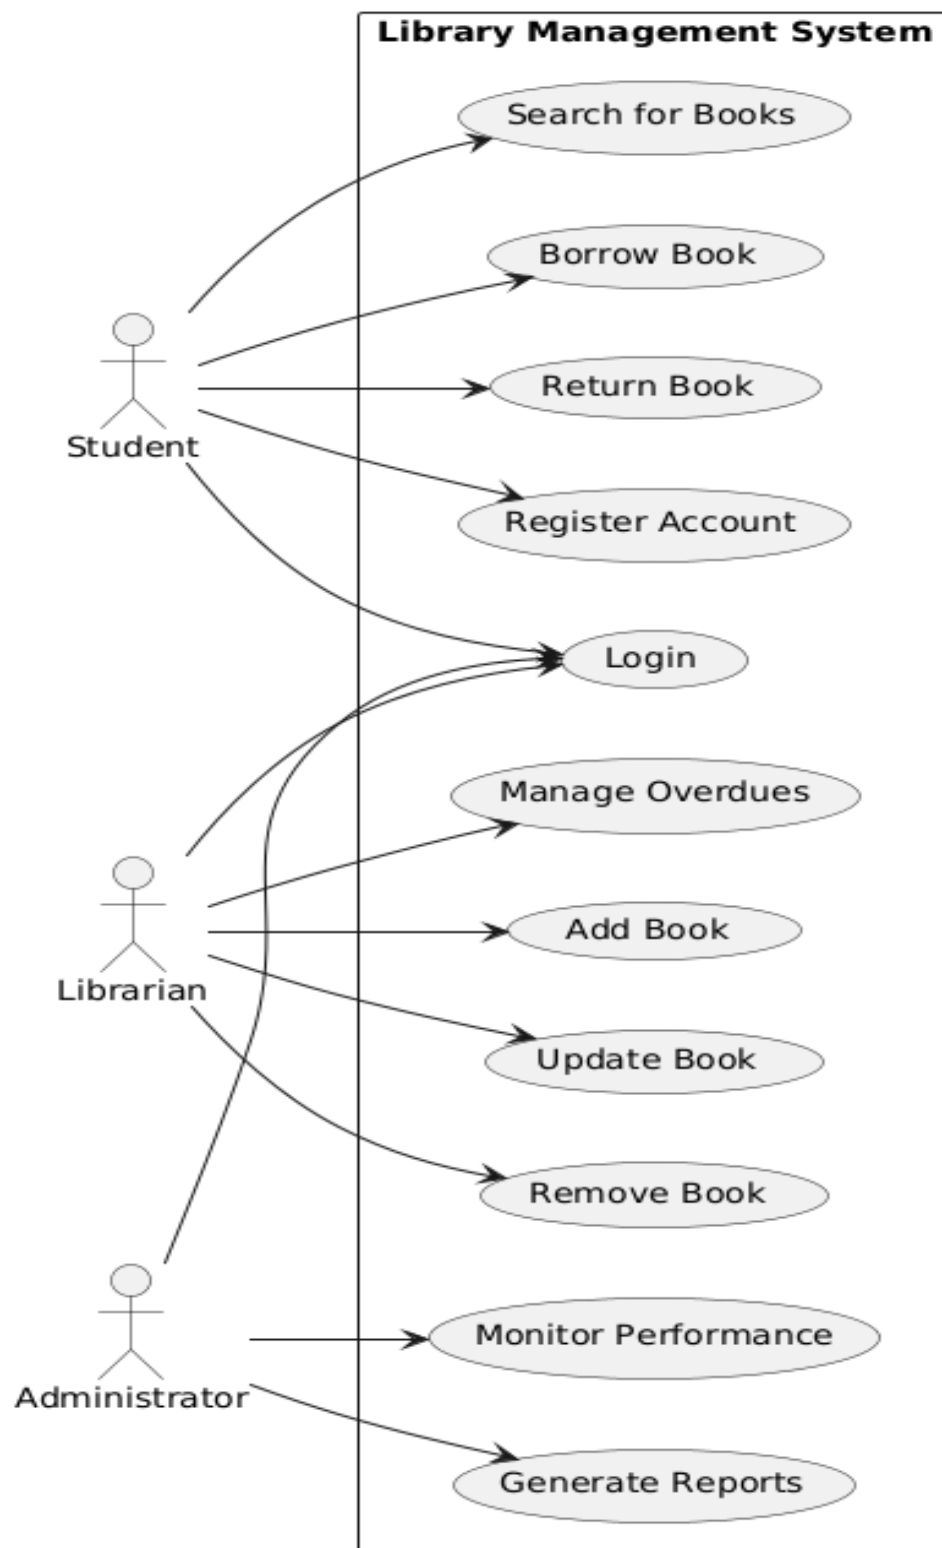 Library Management System
Search for Books
Borrow Book
Return Book
Student
Register Account
Login
Manage Overdues
Add Book
Librarian
Update Book
Remove Book
Monitor Performance
Administrator
Generate Reports